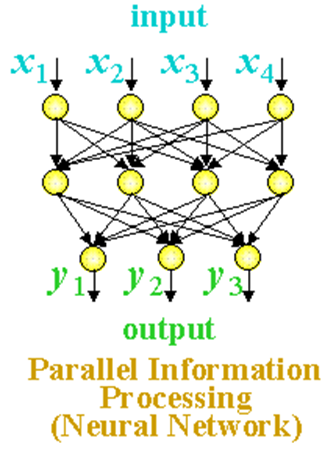 input
x1 x2 x3 x4
y1 y2 y3
output
Parallel Information
Processing
(Neural Network)